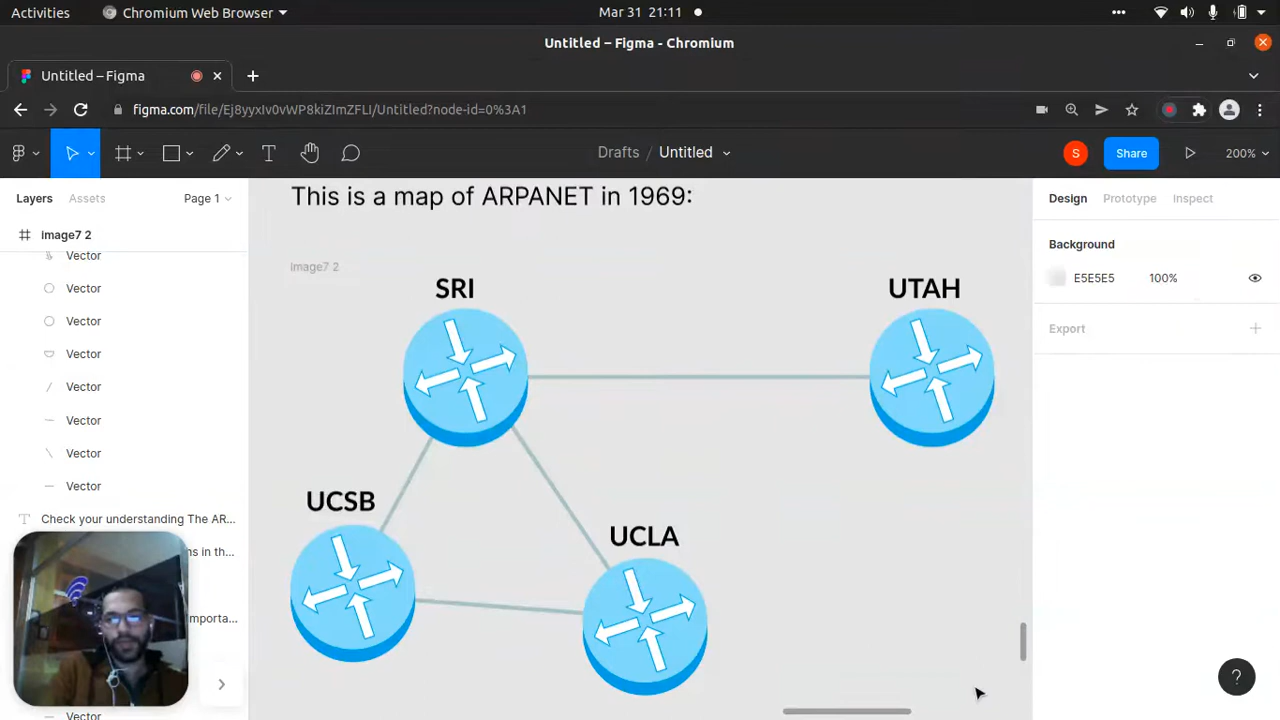 Activities
Chromium Web Browser
Mar 31 21:11
Untitled – Figma - Chromium
Untitled – Figma
figma.com/file/Ej8yyxIv0vWP8kiZImZFLI/Untitled?node-id=0%3A1
Drafts / Untitled
S
Share
200%
Layers
Assets
Page 1
image7 2
Vector
Vector
Vector
Vector
Vector
Vector
Vector
Vector
Check your understanding The AR...
ns in th...
mporta...
Vector
This is a map of ARPANET in 1969:
image7 2
SRI
UTAH
UCSB
UCLA
Design
Prototype
Inspect
Background
E5E5E5
100%
Export
?